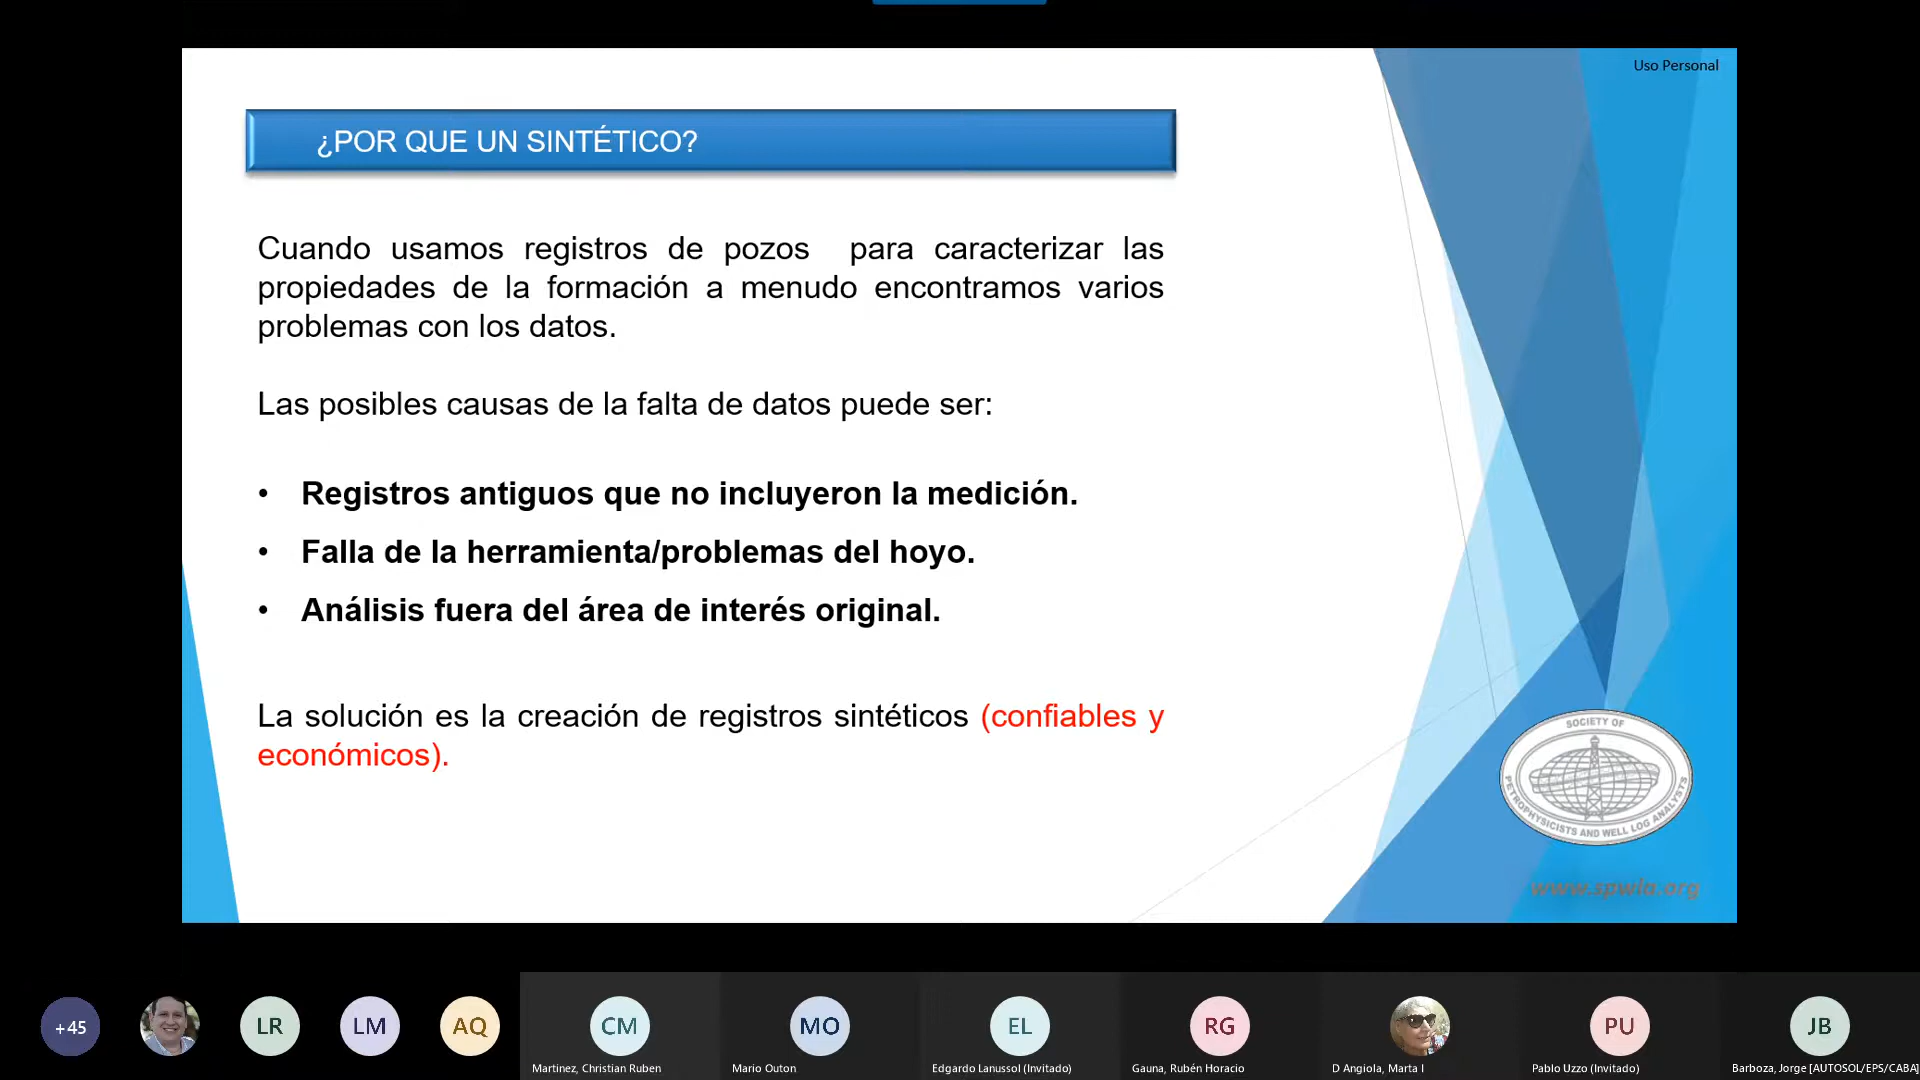 Uso Personal
¿POR QUE UN SINTÉTICO?
Cuando usamos registros de pozos para caracterizar las
propiedades de la formación a menudo encontramos varios
problemas con los datos.
Las posibles causas de la falta de datos puede ser:
• Registros antiguos que no incluyeron la medición.
• Falla de la herramienta/problemas del hoyo.
• Análisis fuera del área de interés original.
La solución es la creación de registros sintéticos (confiables y
económicos).
SOCIETY OF
PETROPHYSICISTS AND WELL LOG ANALYSTS
www.spwla.org
+45
LR
LM
AQ
CM
MO
EL
RG
PU
JB
Martinez, Christian Ruben
Mario Outon
Edgardo Lanussol (Invitado)
Gauna, Rubén Horacio
D Angiola, Marta I
Pablo Uzzo (Invitado)
Barboza, Jorge [AUTOSOL/EPS/CABA]